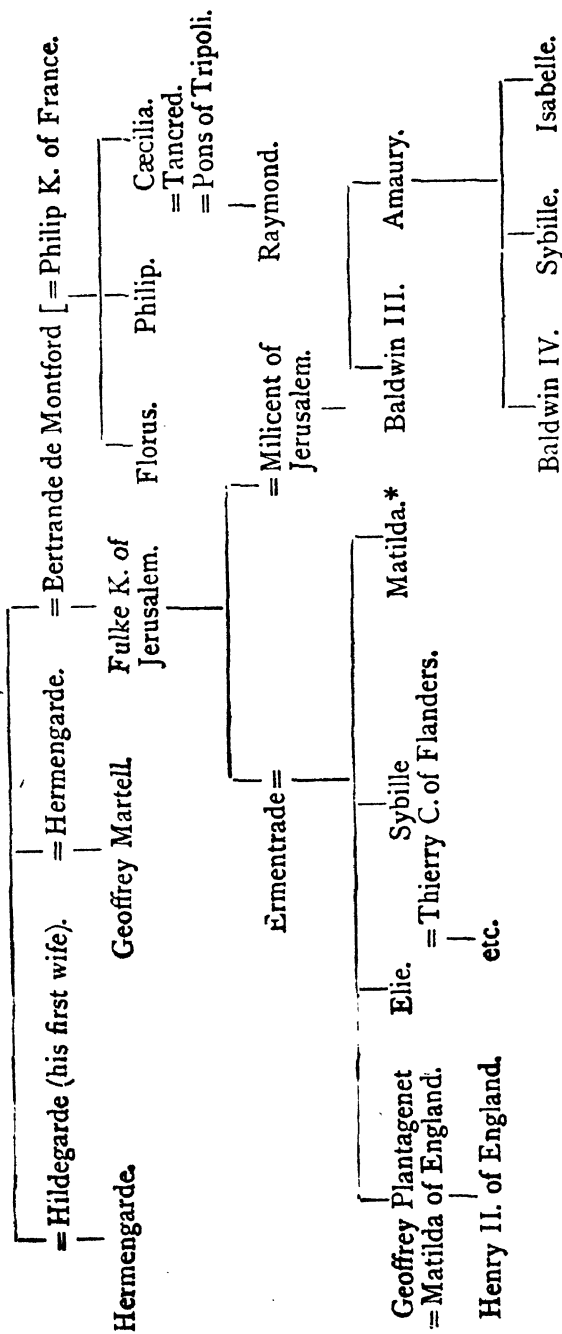 = Hildegarde (his first wife).
= Hermengarde.
= Bertrande de Montford [ = Philip K. of France.
Hermengarde.
Geoffrey Martell.
Fulke K. of
Jerusalem.
Florus.
Philip.
Cæcilia.
= Tancred.
= Pons of Tripoli.
Raymond.
Ermentrade =
= Milicent of
Jerusalem.
Baldwin III.
Amaury.
Geoffrey Plantagenet
= Matilda of England.
Elie.
Sybille
= Thierry C. of Flanders.
Matilda.*
Henry II. of England.
etc.
Baldwin IV.
Sybille.
Isabelle.